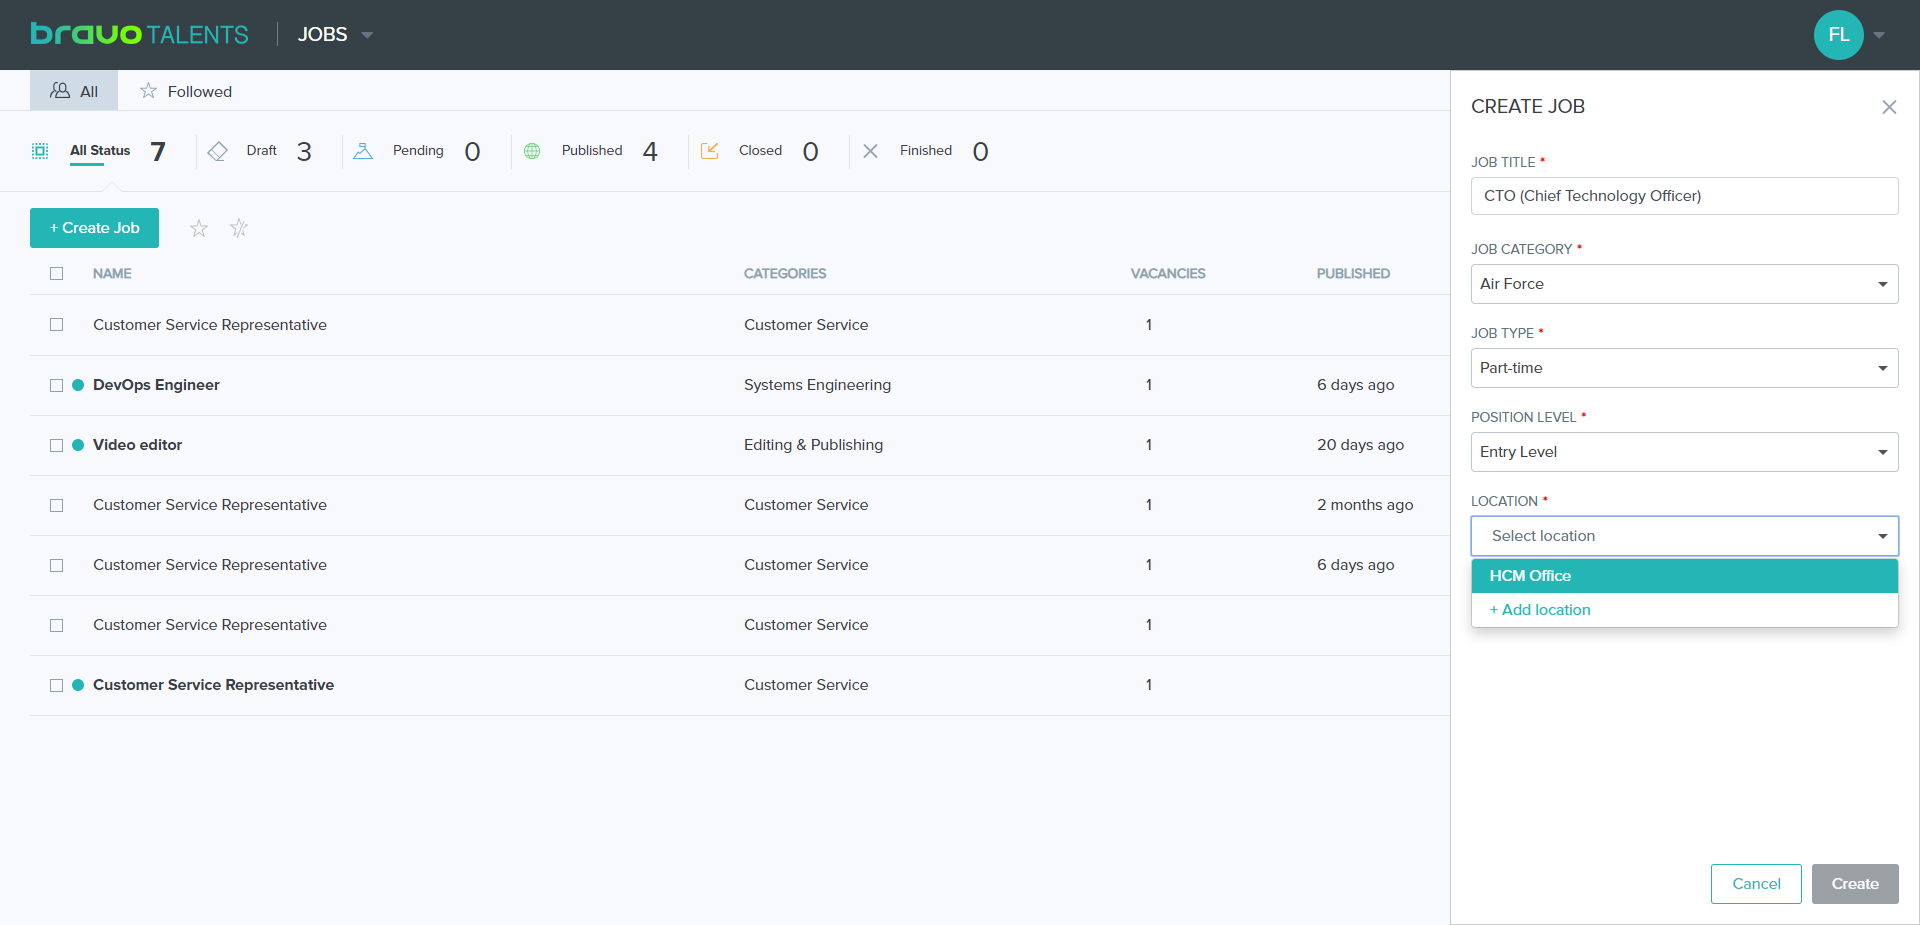 bravo TALENTS JOBS FL
All Followed
All Status 7 Draft 3 Pending 0 Published 4 Closed 0 Finished 0
+ Create Job
NAME CATEGORIES VACANCIES PUBLISHED
Customer Service Representative Customer Service 1
DevOps Engineer Systems Engineering 1 6 days ago
Video editor Editing & Publishing 1 20 days ago
Customer Service Representative Customer Service 1 2 months ago
Customer Service Representative Customer Service 1 6 days ago
Customer Service Representative Customer Service 1
Customer Service Representative Customer Service 1
CREATE JOB
JOB TITLE *
CTO (Chief Technology Officer)
JOB CATEGORY *
Air Force
JOB TYPE *
Part-time
POSITION LEVEL *
Entry Level
LOCATION *
Select location
HCM Office
+ Add location
Cancel Create